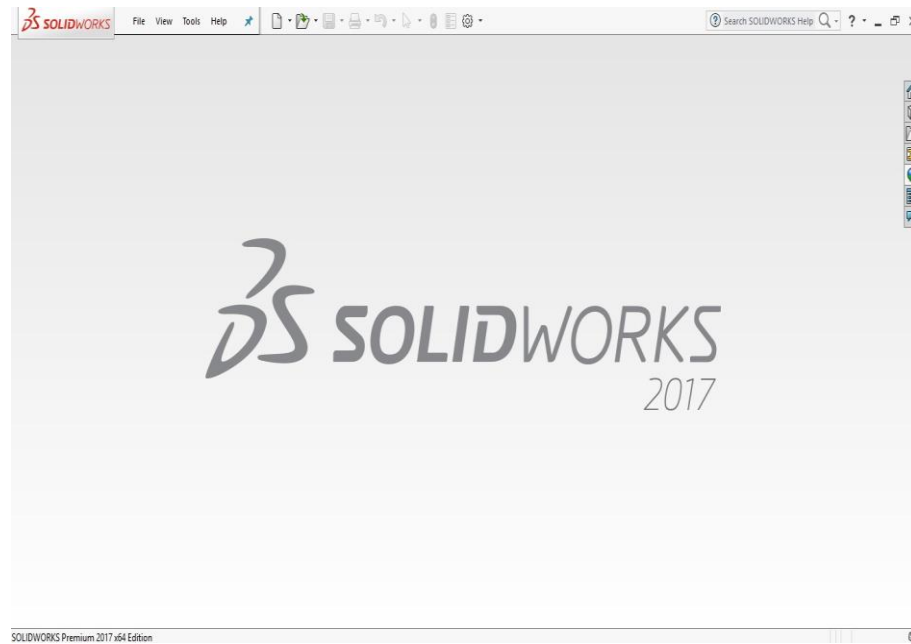 SOLIDWORKS File View Tools Help Search SOLIDWORKS Help ?
SOLIDWORKS
2017
SOLIDWORKS Premium 2017 x64 Edition